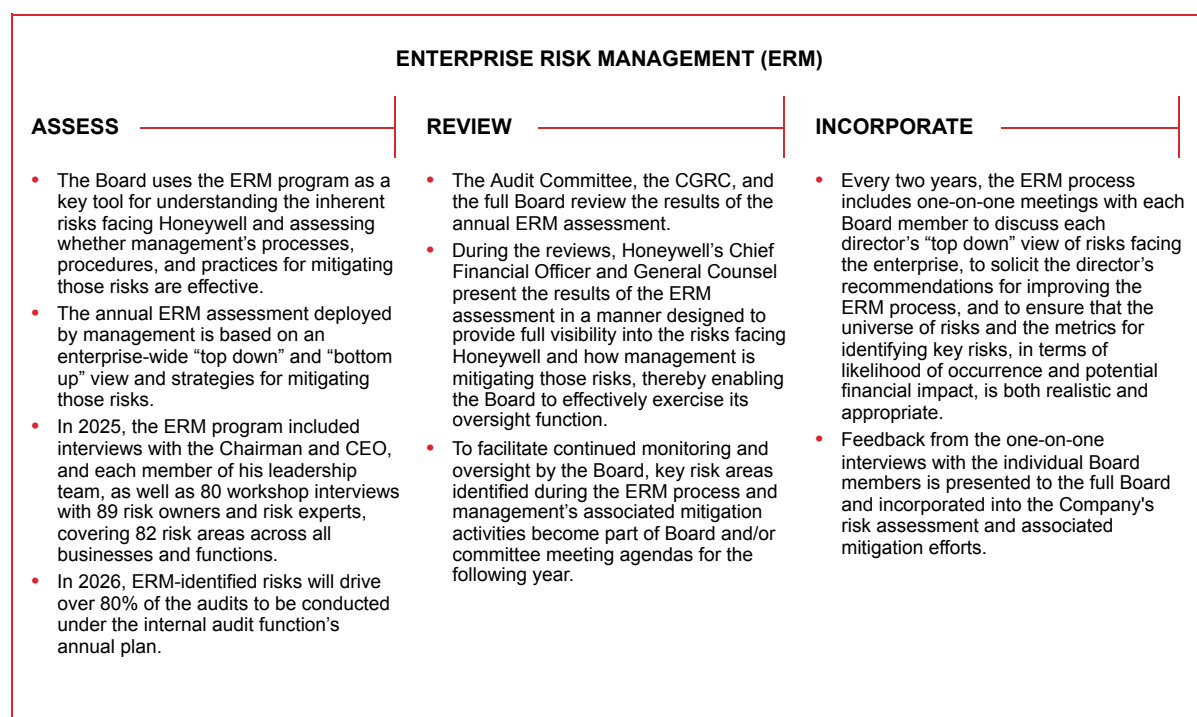 ENTERPRISE RISK MANAGEMENT (ERM)
ASSESS
• The Board uses the ERM program as a
key tool for understanding the inherent
risks facing Honeywell and assessing
whether management’s processes,
procedures, and practices for mitigating
those risks are effective.
• The annual ERM assessment deployed
by management is based on an
enterprise-wide “top down” and “bottom
up” view and strategies for mitigating
those risks.
• In 2025, the ERM program included
interviews with the Chairman and CEO,
and each member of his leadership
team, as well as 80 workshop interviews
with 89 risk owners and risk experts,
covering 82 risk areas across all
businesses and functions.
• In 2026, ERM-identified risks will drive
over 80% of the audits to be conducted
under the internal audit function’s
annual plan.
REVIEW
• The Audit Committee, the CGRC, and
the full Board review the results of the
annual ERM assessment.
• During the reviews, Honeywell’s Chief
Financial Officer and General Counsel
present the results of the ERM
assessment in a manner designed to
provide full visibility into the risks facing
Honeywell and how management is
mitigating those risks, thereby enabling
the Board to effectively exercise its
oversight function.
• To facilitate continued monitoring and
oversight by the Board, key risk areas
identified during the ERM process and
management’s associated mitigation
activities become part of Board and/or
committee meeting agendas for the
following year.
INCORPORATE
• Every two years, the ERM process
includes one-on-one meetings with each
Board member to discuss each
director’s “top down” view of risks facing
the enterprise, to solicit the director’s
recommendations for improving the
ERM process, and to ensure that the
universe of risks and the metrics for
identifying key risks, in terms of
likelihood of occurrence and potential
financial impact, is both realistic and
appropriate.
• Feedback from the one-on-one
interviews with the individual Board
members is presented to the full Board
and incorporated into the Company's
risk assessment and associated
mitigation efforts.